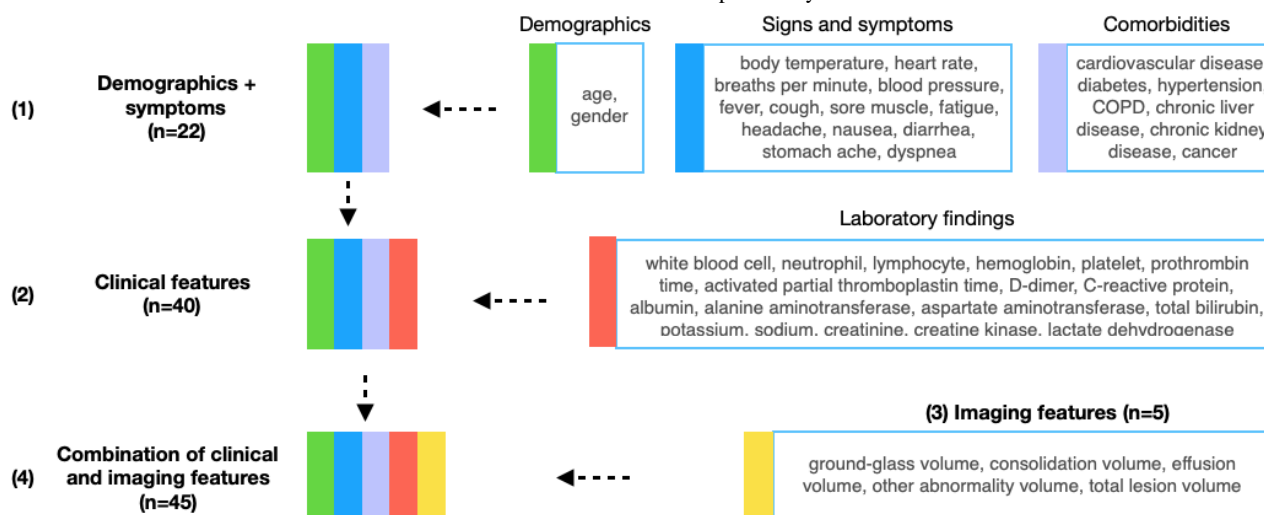 Demographics
Signs and symptoms
Comorbidities
(1)
Demographics +
symptoms
(n=22)
age,
gender
body temperature, heart rate,
breaths per minute, blood pressure,
fever, cough, sore muscle, fatigue,
headache, nausea, diarrhea,
stomach ache, dyspnea
cardiovascular disease
diabetes, hypertension,
COPD, chronic liver
disease, chronic kidney
disease, cancer
Laboratory findings
(2)
Clinical features
(n=40)
white blood cell, neutrophil, lymphocyte, hemoglobin, platelet, prothrombin
time, activated partial thromboplastin time, D-dimer, C-reactive protein,
albumin, alanine aminotransferase, aspartate aminotransferase, total bilirubin,
potassium, sodium, creatinine, creatine kinase, lactate dehydrogenase
(3) Imaging features (n=5)
(4)
Combination of clinical
and imaging features
(n=45)
ground-glass volume, consolidation volume, effusion
volume, other abnormality volume, total lesion volume